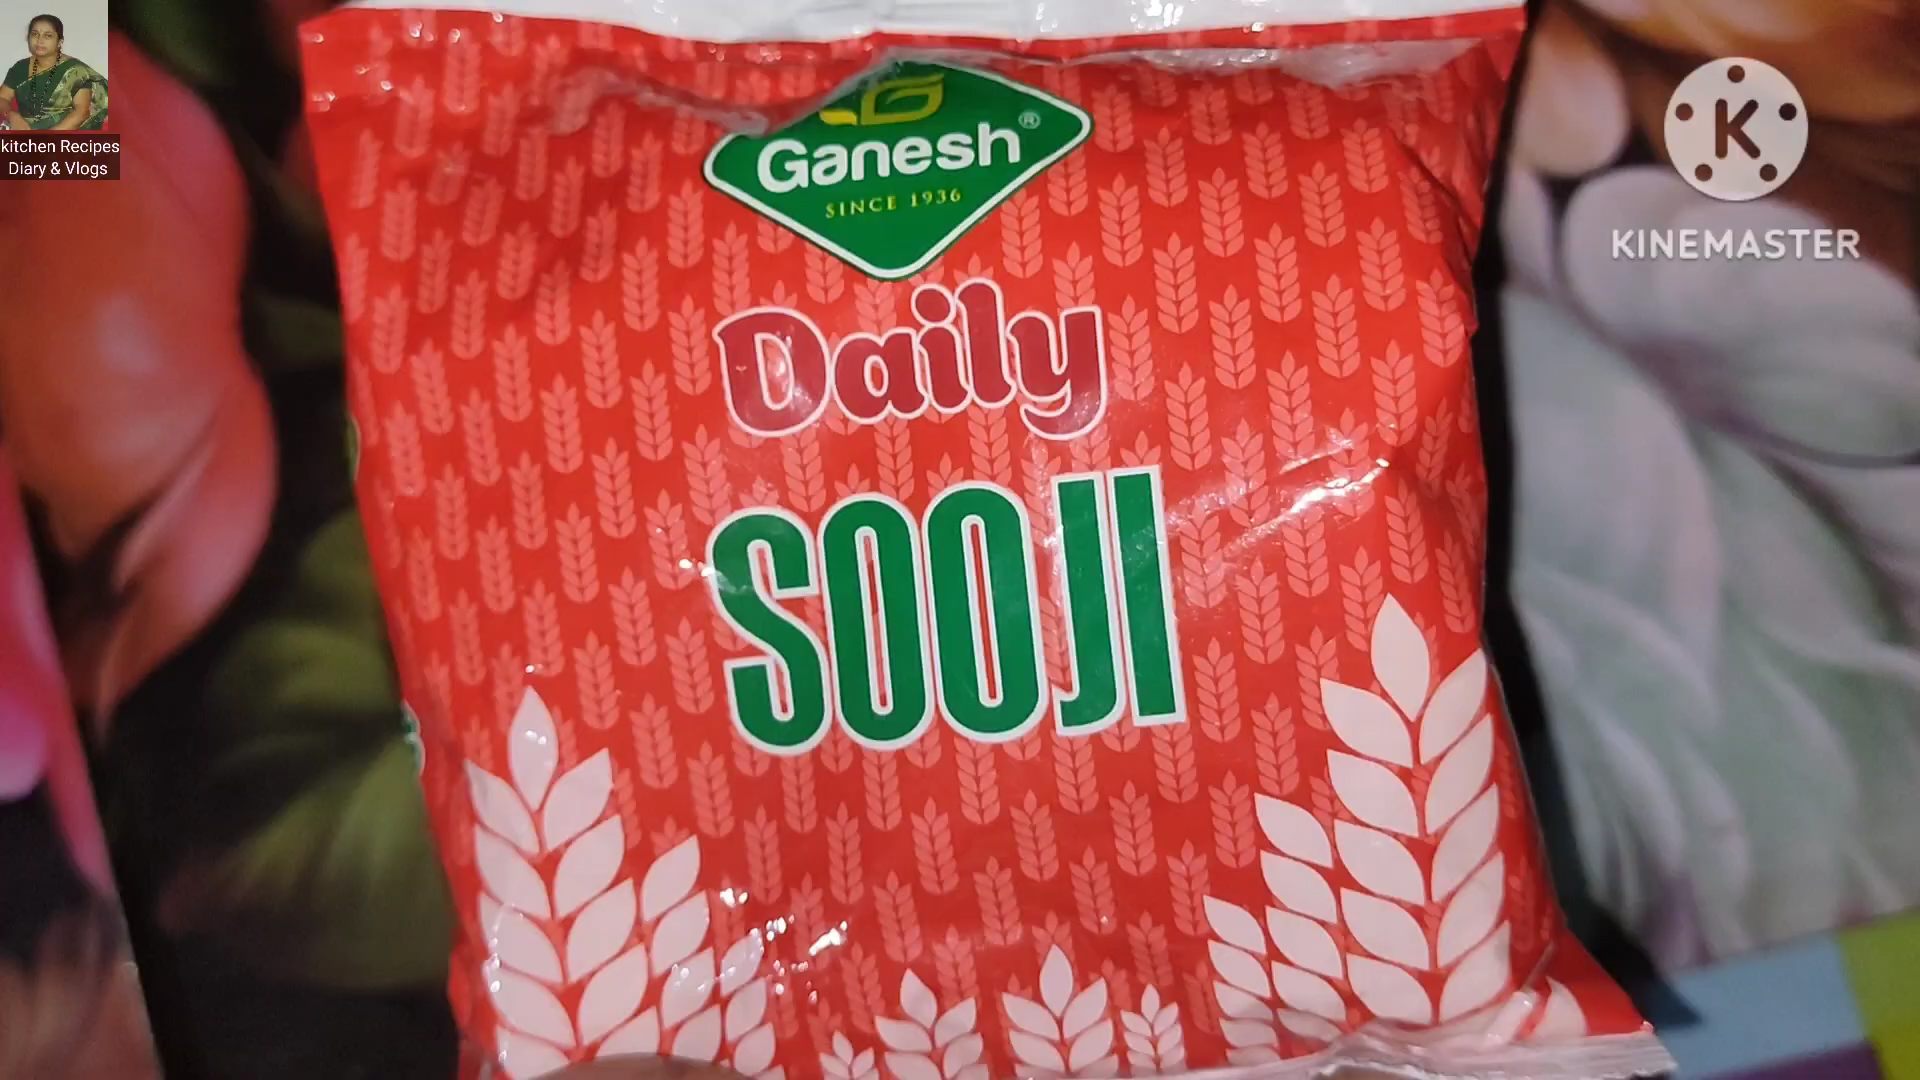 kitchen Recipes
Diary & Vlogs
Ganesh®
SINCE 1936
Daily
SOOJI
K
KINEMASTER